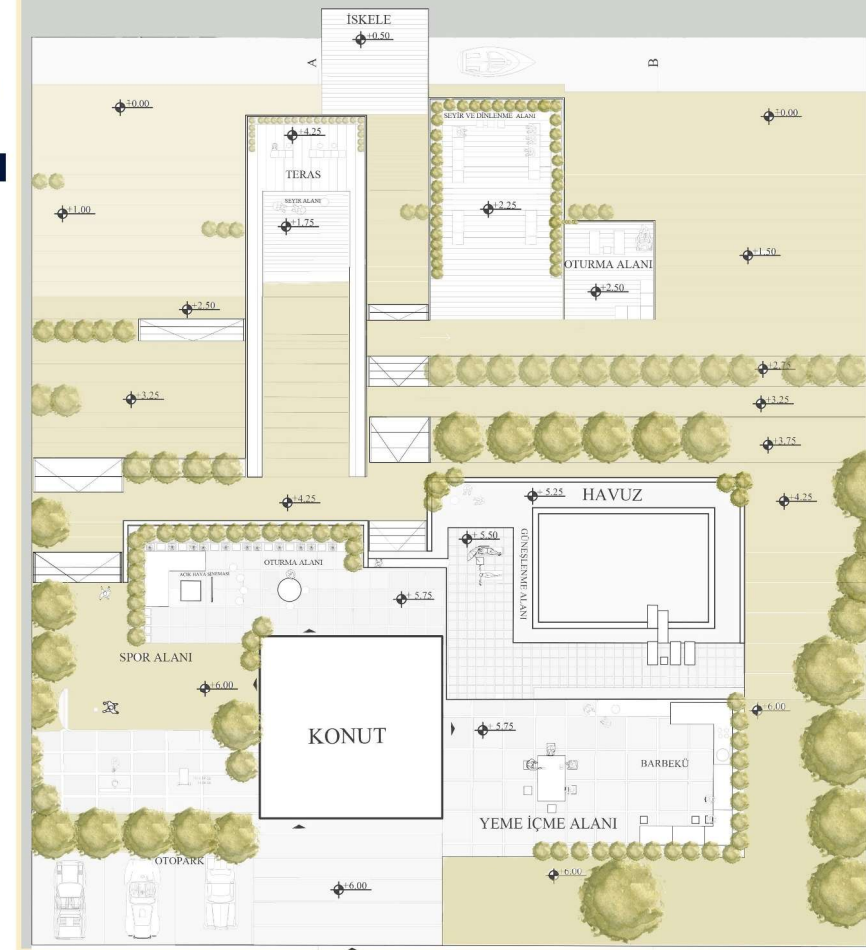 İSKELE
+0.50
A
B
±0.00
±0.00
SEYİR VE DİNLENME ALANI
+4.25
TERAS
SEYİR ALANI
+1.75
+2.25
+1.00
+1.50
OTURMA ALANI
+2.50
+2.50
+2.75
+3.25
+3.25
+3.75
+4.25
+5.25
HAVUZ
+4.25
+5.50
GÜNEŞLENME ALANI
OTURMA ALANI
AÇIK HAVA SİNEMASI
+5.75
SPOR ALANI
+6.00
+6.00
KONUT
+5.75
BARBEKÜ
YEME İÇME ALANI
OTOPARK
+6.00
+6.00